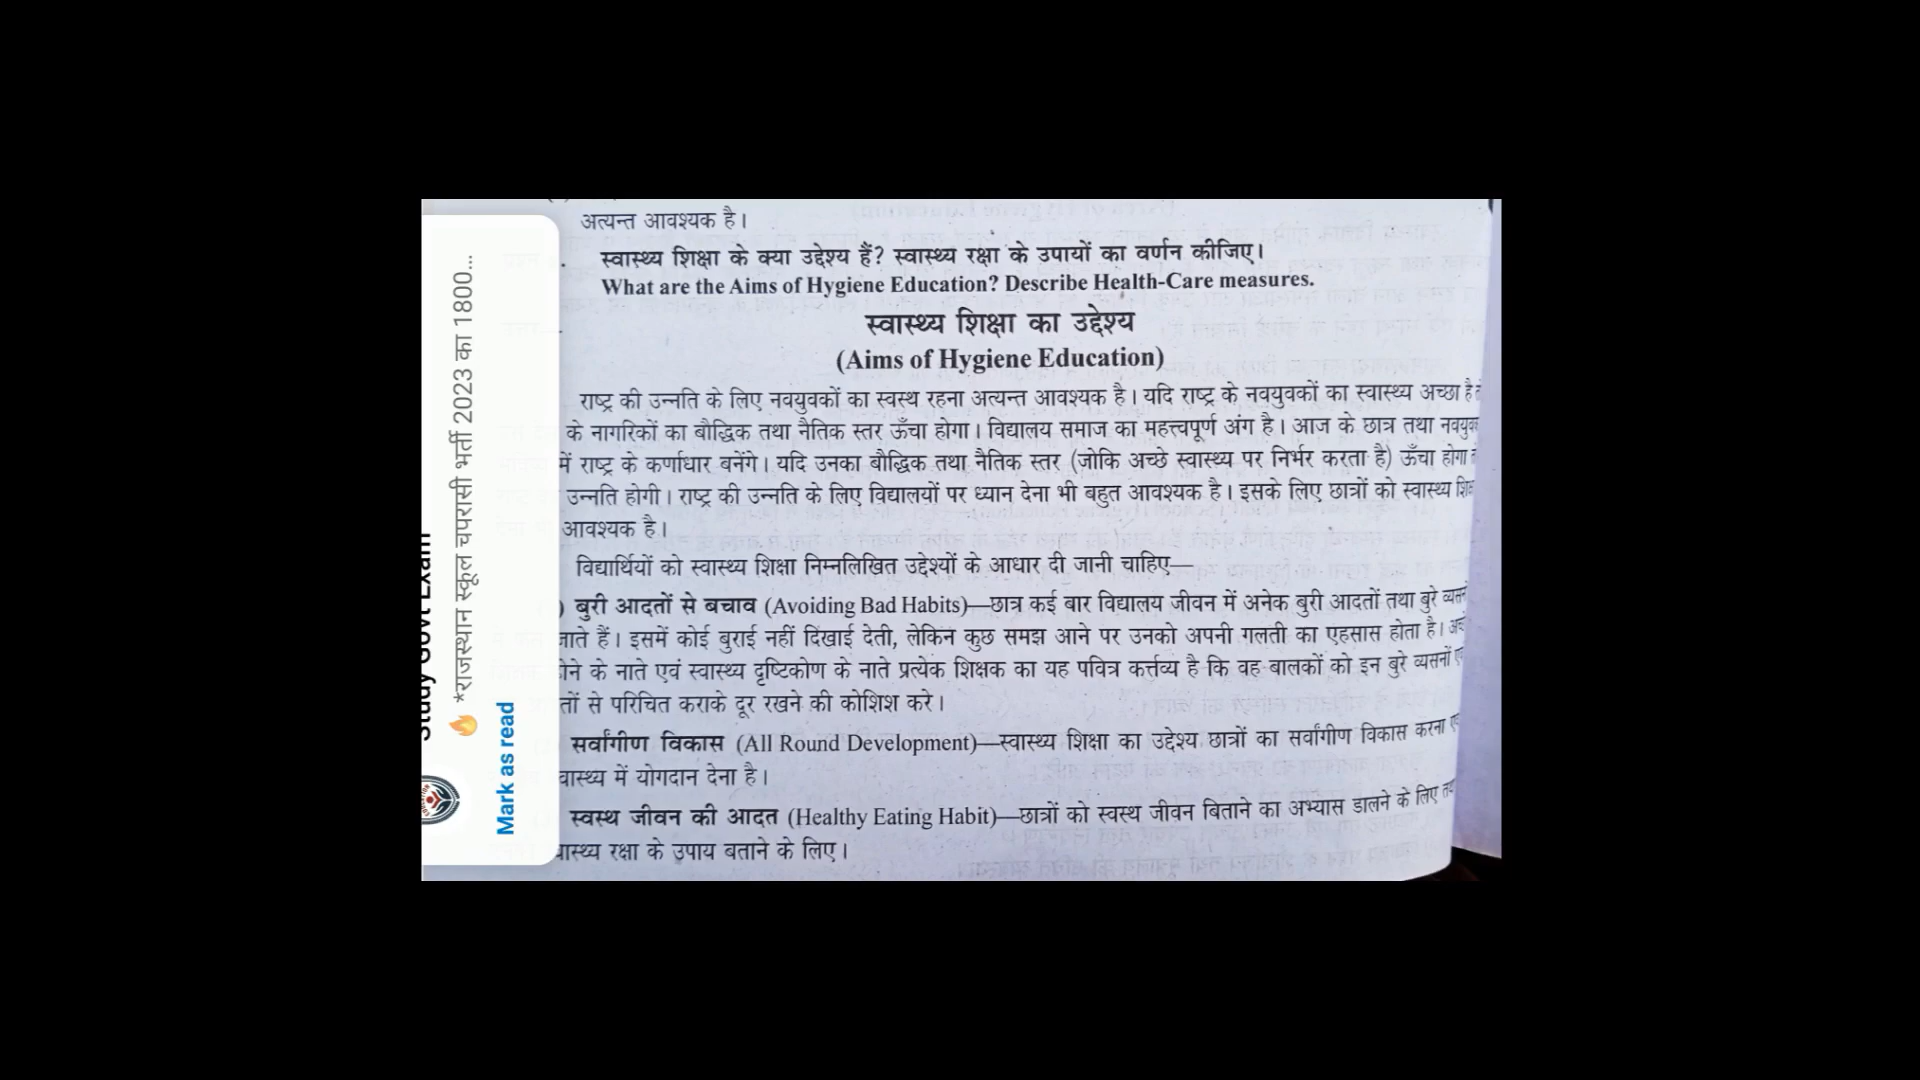 अत्यन्त आवश्यक है।
स्वास्थ्य शिक्षा के क्या उद्देश्य हैं? स्वास्थ्य रक्षा के उपायों का वर्णन कीजिए।
What are the Aims of Hygiene Education? Describe Health-Care measures.
स्वास्थ्य शिक्षा का उद्देश्य
(Aims of Hygiene Education)
राष्ट्र की उन्नति के लिए नवयुवकों का स्वस्थ रहना अत्यन्त आवश्यक है। यदि राष्ट्र के नवयुवकों का स्वास्थ्य अच्छा है
के नागरिकों का बौद्धिक तथा नैतिक स्तर ऊँचा होगा। विद्यालय समाज का महत्त्वपूर्ण अंग है। आज के छात्र तथा
में राष्ट्र के कर्णाधार बनेंगे। यदि उनका बौद्धिक तथा नैतिक स्तर (जोकि अच्छे स्वास्थ्य पर निर्भर करता है) ऊँचा होगा
उन्नति होगी। राष्ट्र की उन्नति के लिए विद्यालयों पर ध्यान देना भी बहुत आवश्यक है। इसके लिए छात्रों को स्वास्थ्य
आवश्यक है।
विद्यार्थियों को स्वास्थ्य शिक्षा निम्नलिखित उद्देश्यों के आधार दी जानी चाहिए—
) बुरी आदतों से बचाव (Avoiding Bad Habits)—छात्र कई बार विद्यालय जीवन में अनेक बुरी आदतों तथा बुरे
जाते हैं। इसमें कोई बुराई नहीं दिखाई देती, लेकिन कुछ समझ आने पर उनको अपनी गलती का एहसास होता है।
के नाते एवं स्वास्थ्य दृष्टिकोण के नाते प्रत्येक शिक्षक का यह पवित्र कर्त्तव्य है कि वह बालकों को इन बुरे व्यसनों
से परिचित कराके दूर रखने की कोशिश करे।
सर्वांगीण विकास (All Round Development)—स्वास्थ्य शिक्षा का उद्देश्य छात्रों का सर्वांगीण विकास करना
में योगदान देना है।
स्वस्थ जीवन की आदत (Healthy Eating Habit)—छात्रों को स्वस्थ जीवन बिताने का अभ्यास डालने के लिए
रक्षा के उपाय बताने के लिए।
Study Govt Exam
*राजस्थान स्कूल चपरासी भर्ती 2023 का 1800...
Mark as read